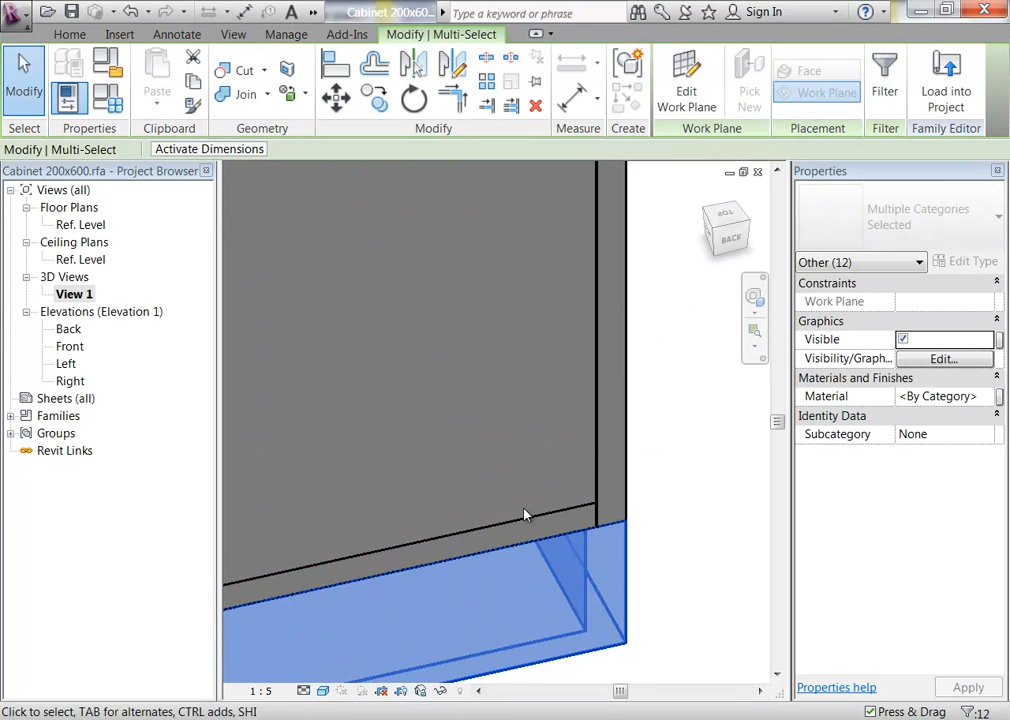 Cabinet 200x600...
Type a keyword or phrase
Sign In
Home Insert Annotate View Manage Add-Ins Modify | Multi-Select
Modify
Paste
Cut
Join
Edit
Work Plane
Pick
New
Face
Work Plane
Filter
Load into
Project
Select Properties Clipboard Geometry Modify Measure Create Work Plane Placement Filter Family Editor
Modify | Multi-Select Activate Dimensions
Cabinet 200x600.rfa - Project Browser
Views (all)
Floor Plans
Ref. Level
Ceiling Plans
Ref. Level
3D Views
View 1
Elevations (Elevation 1)
Back
Front
Left
Right
Sheets (all)
Families
Groups
Revit Links
TOP
BACK
Properties
Multiple Categories
Selected
Other (12) Edit Type
Constraints
Work Plane
Graphics
Visible
Visibility/Graph... Edit...
Materials and Finishes
Material <By Category>
Identity Data
Subcategory None
Properties help Apply
1 : 5
Click to select, TAB for alternates, CTRL adds, SHI Press & Drag :12